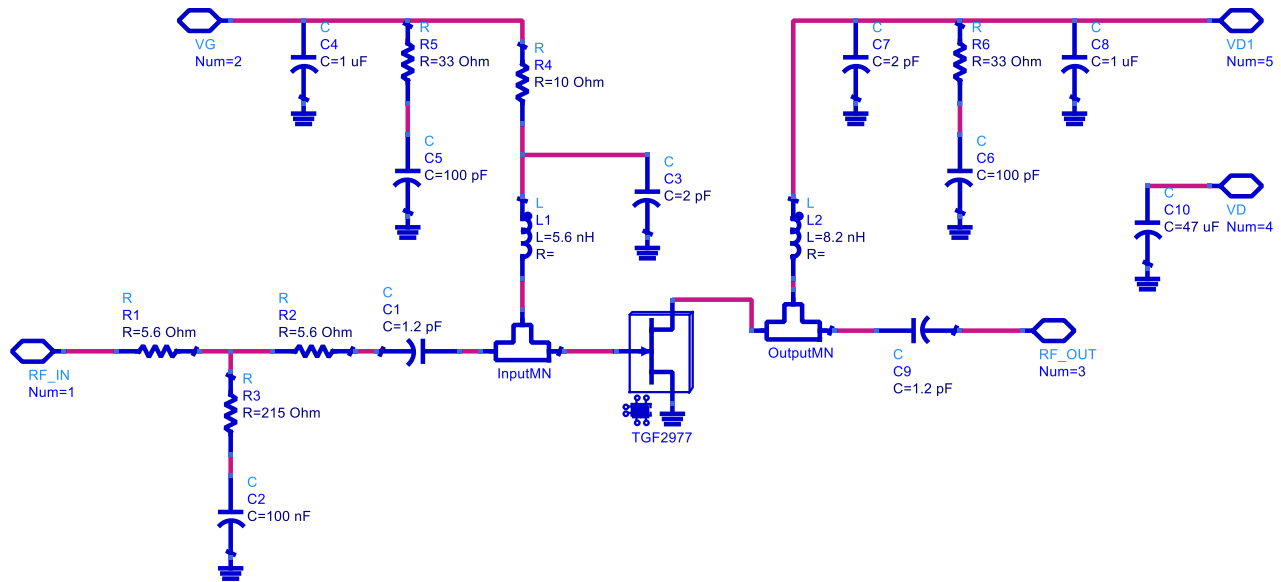 VG
Num=2
C
C4
C=1 uF
R
R5
R=33 Ohm
C
C5
C=100 pF
R
R4
R=10 Ohm
C
C3
C=2 pF
L
L1
L=5.6 nH
R=
C
C7
C=2 pF
R
R6
R=33 Ohm
C
C8
C=1 uF
VD1
Num=5
C
C6
C=100 pF
C
C10
C=47 uF
VD
Num=4
L
L2
L=8.2 nH
R=
RF_IN
Num=1
R
R1
R=5.6 Ohm
R
R2
R=5.6 Ohm
C
C1
C=1.2 pF
InputMN
OutputMN
RF_OUT
Num=3
C
C9
C=1.2 pF
R
R3
R=215 Ohm
TGF2977
C
C2
C=100 nF